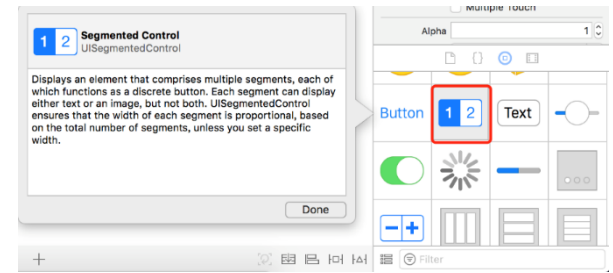 Multiple Touch
Alpha
1
1 2
Segmented Control
UISegmentedControl
Displays an element that comprises multiple segments, each of
which functions as a discrete button. Each segment can display
either text or an image, but not both. UISegmentedControl
ensures that the width of each segment is proportional, based
on the total number of segments, unless you set a specific
width.
Done
Button
1 2
Text
Filter